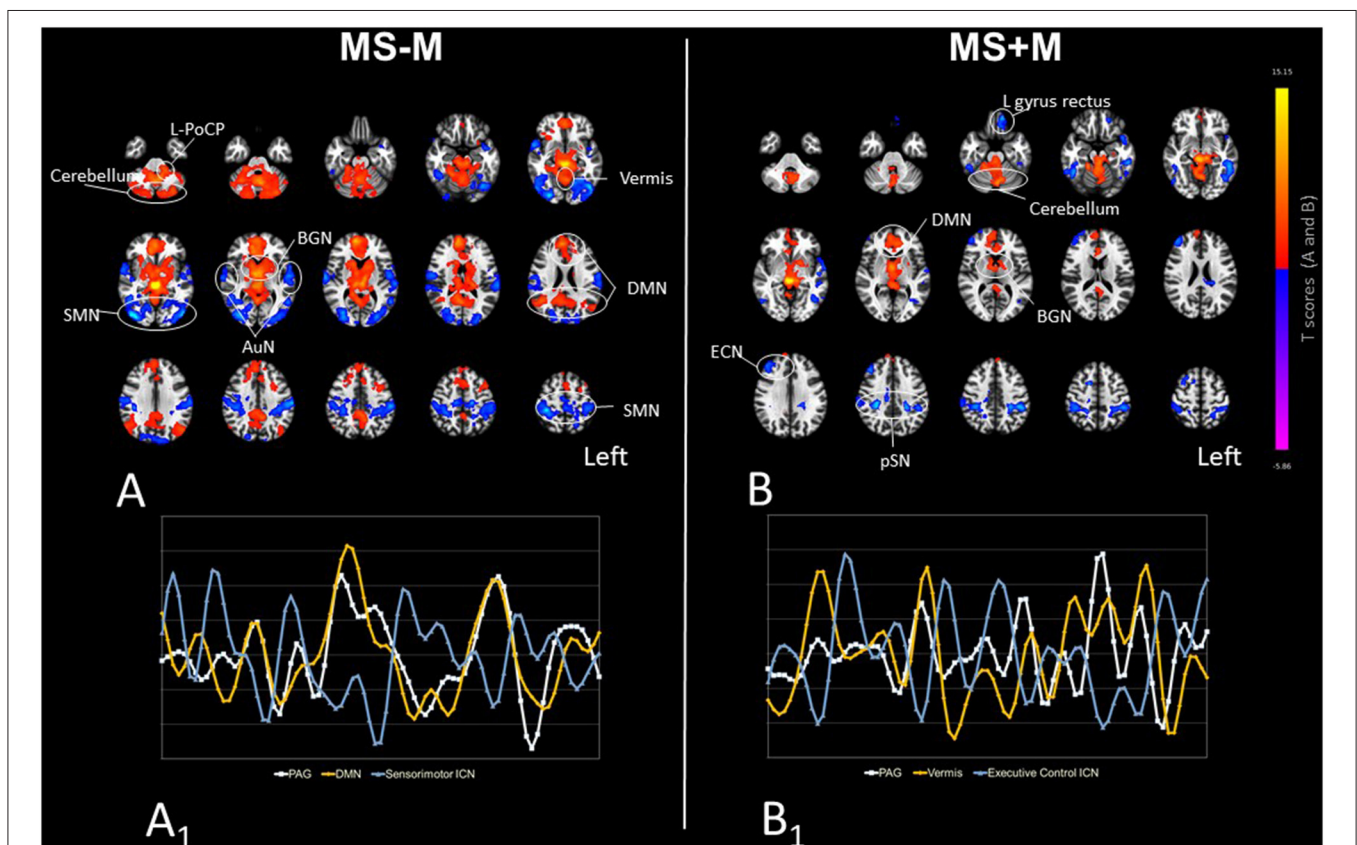 MS-M
MS+M
15.15
L gyrus rectus
L-PoCP
Cerebellum
Vermis
Cerebellum
T scores (A and B)
BGN
DMN
DMN
SMN
AuN
BGN
ECN
SMN
pSN
-5.86
Left
Left
A
B
PAG DMN Sensorimotor ICN
PAG Vermis Executive Control ICN
A1
B1